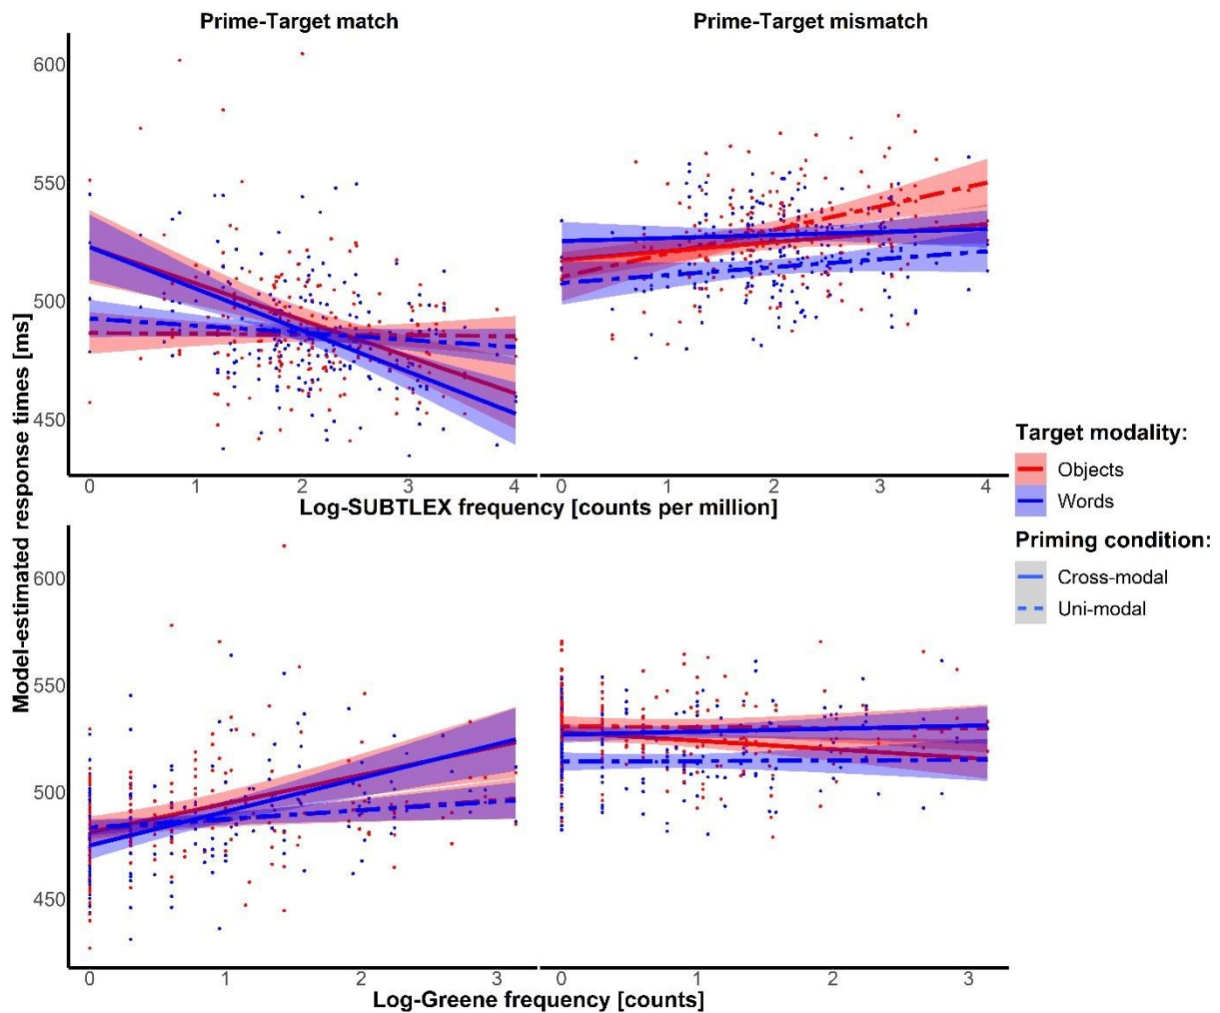 Prime-Target match
Prime-Target mismatch
Model-estimated response times [ms]
600
550
500
450
0 1 2 3 4
0 1 2 3 4
Log-SUBTLEX frequency [counts per million]
600
550
500
450
0 1 2 3
0 1 2 3
Log-Greene frequency [counts]
Target modality:
Objects
Words
Priming condition:
Cross-modal
Uni-modal